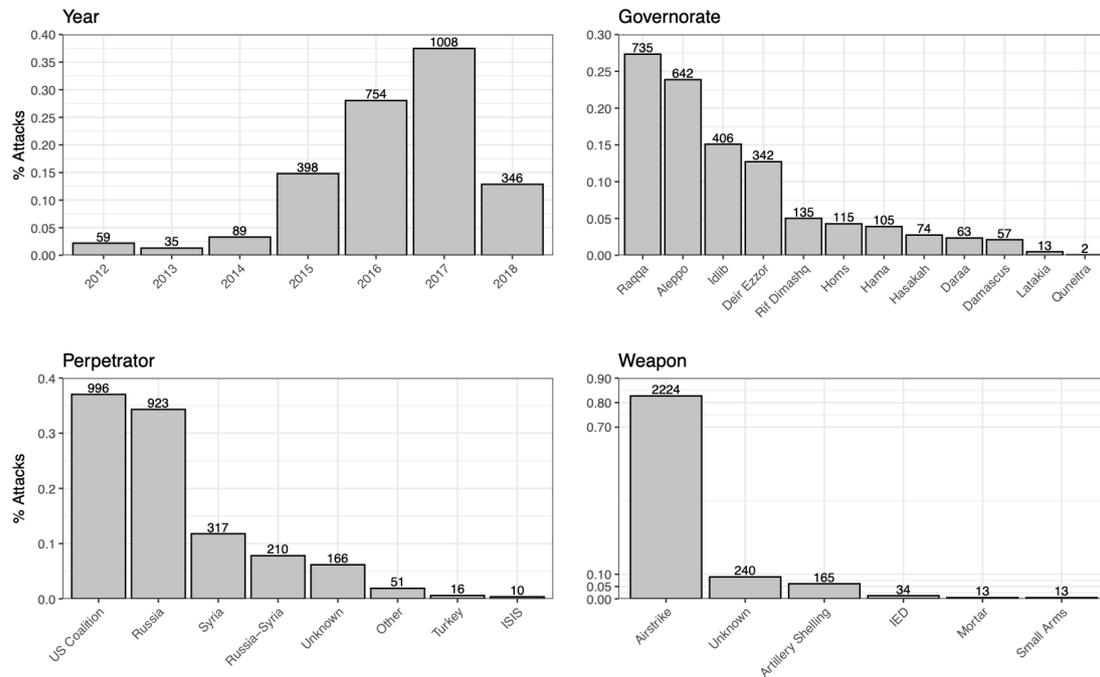 Year
% Attacks
0.40
0.35
0.30
0.25
0.20
0.15
0.10
0.05
0.00
59
35
89
398
754
1008
346
2012
2013
2014
2015
2016
2017
2018
Governorate
0.30
0.25
0.20
0.15
0.10
0.05
0.00
735
642
406
342
135
115
105
74
63
57
13
2
Raqqa
Aleppo
Idlib
Deir Ezzor
Rif Dimashq
Homs
Hama
Hasakah
Daraa
Damascus
Latakia
Quneitra
Perpetrator
% Attacks
0.4
0.3
0.2
0.1
0.0
996
923
317
210
166
51
16
10
US Coalition
Russia
Syria
Russia−Syria
Unknown
Other
Turkey
ISIS
Weapon
0.90
0.80
0.70
0.10
0.05
0.00
2224
240
165
34
13
13
Airstrike
Unknown
Artillery Shelling
IED
Mortar
Small Arms